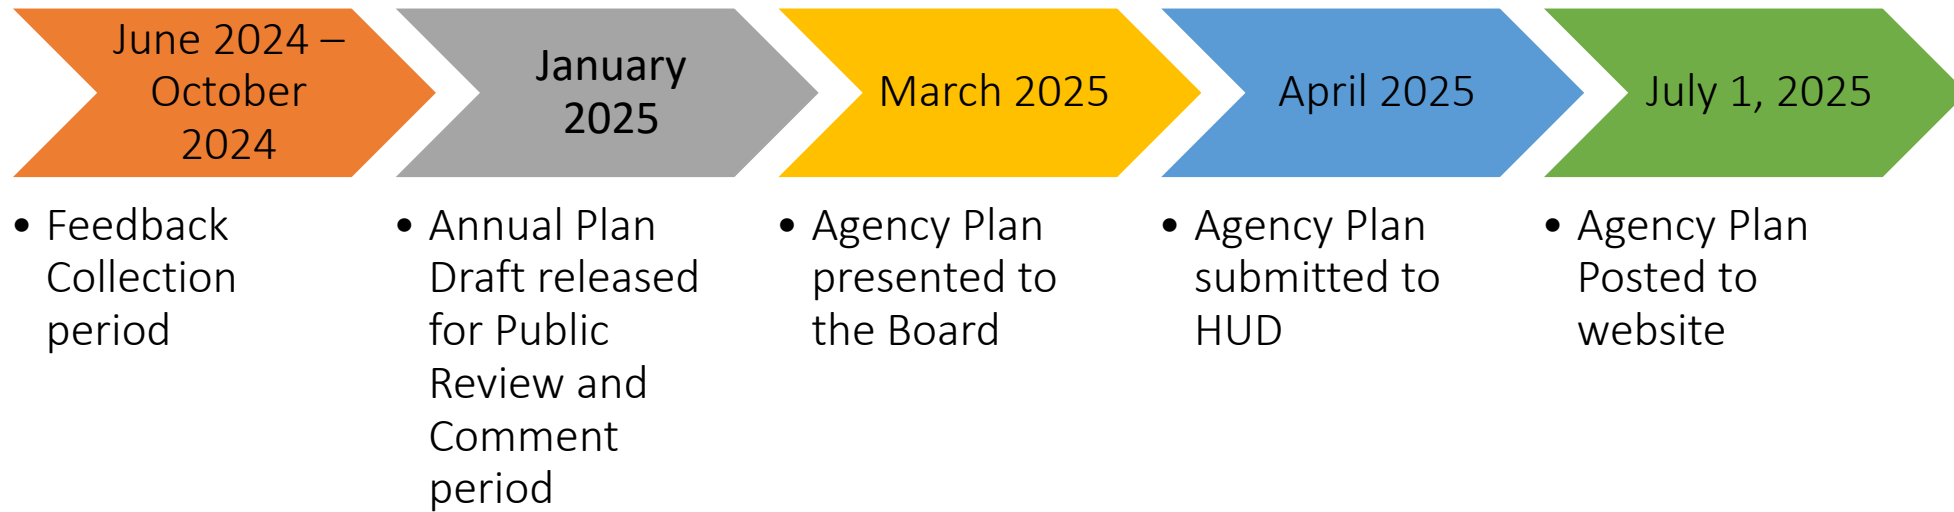 June 2024 –
October
2024
• Feedback
Collection
period
January
2025
• Annual Plan
Draft released
for Public
Review and
Comment
period
March 2025
• Agency Plan
presented to
the Board
April 2025
• Agency Plan
submitted to
HUD
July 1, 2025
• Agency Plan
Posted to
website